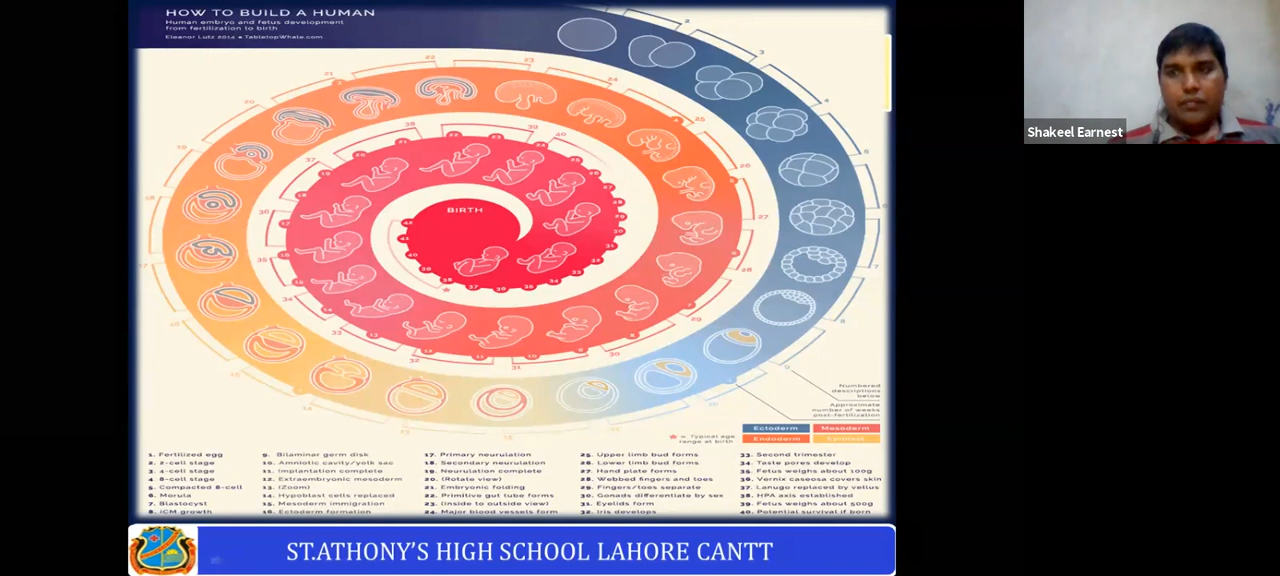 HOW TO BUILD A HUMAN
Human embryo and fetus development
from fertilization to birth
Eleanor Lutz 2014 • TabletopWhale.com
Shakeel Earnest
BIRTH
Numbered
descriptions
below
Approximate
number of weeks
post-fertilization
= Typical age
range at birth
Ectoderm
Mesoderm
Endoderm
Epiblast
1. Fertilized egg
2. 2-cell stage
3. 4-cell stage
4. 8-cell stage
5. Compacted 8-cell
6. Morula
7. Blastocyst
8. ICM growth
9. Bilaminar germ disk
10. Amniotic cavity/yolk sac
11. Implantation complete
12. Extraembryonic mesoderm
13. (Zoom)
14. Hypoblast cells replaced
15. Mesoderm inmigration
16. Ectoderm formation
17. Primary neurulation
18. Secondary neurulation
19. Neurulation complete
20. (Rotate view)
21. Embryonic folding
22. Primitive gut tube forms
23. (Inside to outside view)
24. Major blood vessels form
25. Upper limb bud forms
26. Lower limb bud forms
27. Hand plate forms
28. Webbed fingers and toes
29. Fingers/toes separate
30. Gonads differentiate by sex
31. Eyelids form
32. Iris develops
33. Second trimester
34. Taste pores develop
35. Fetus weighs about 100g
36. Vernix caseosa covers skin
37. Lanugo replaced by vellus
38. HPA axis established
39. Fetus weighs about 500g
40. Potential survival if born
ST.ATHONY'S HIGH SCHOOL LAHORE CANTT